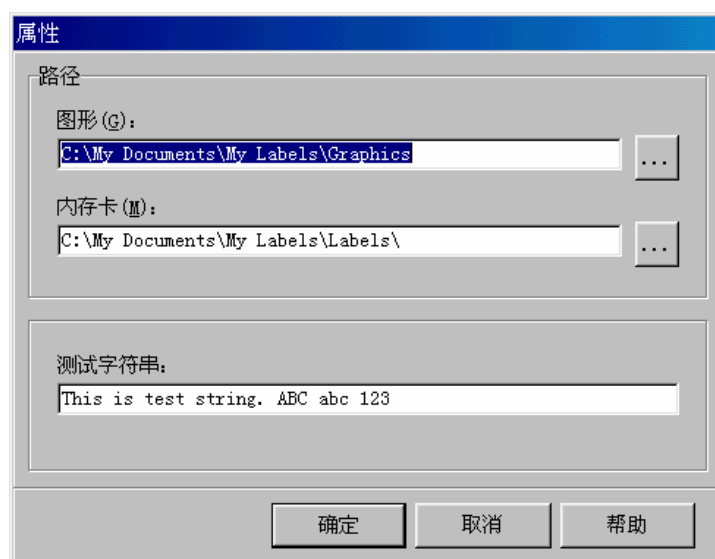 属性
路径
图形(G):
C:\My Documents\My Labels\Graphics
...
内存卡(M):
C:\My Documents\My Labels\Labels\
...
测试字符串:
This is test string. ABC abc 123
确定 取消 帮助